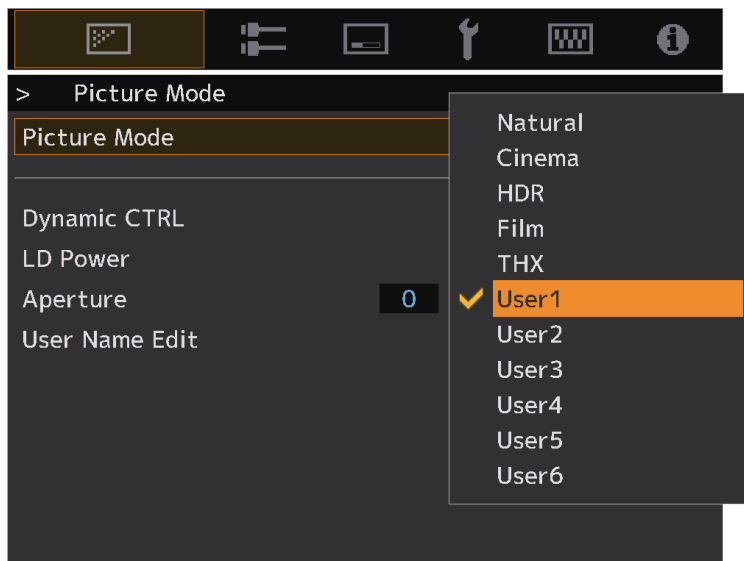 > Picture Mode
Picture Mode
Dynamic CTRL
LD Power
Aperture 0
User Name Edit
Natural
Cinema
HDR
Film
THX
User1
User2
User3
User4
User5
User6